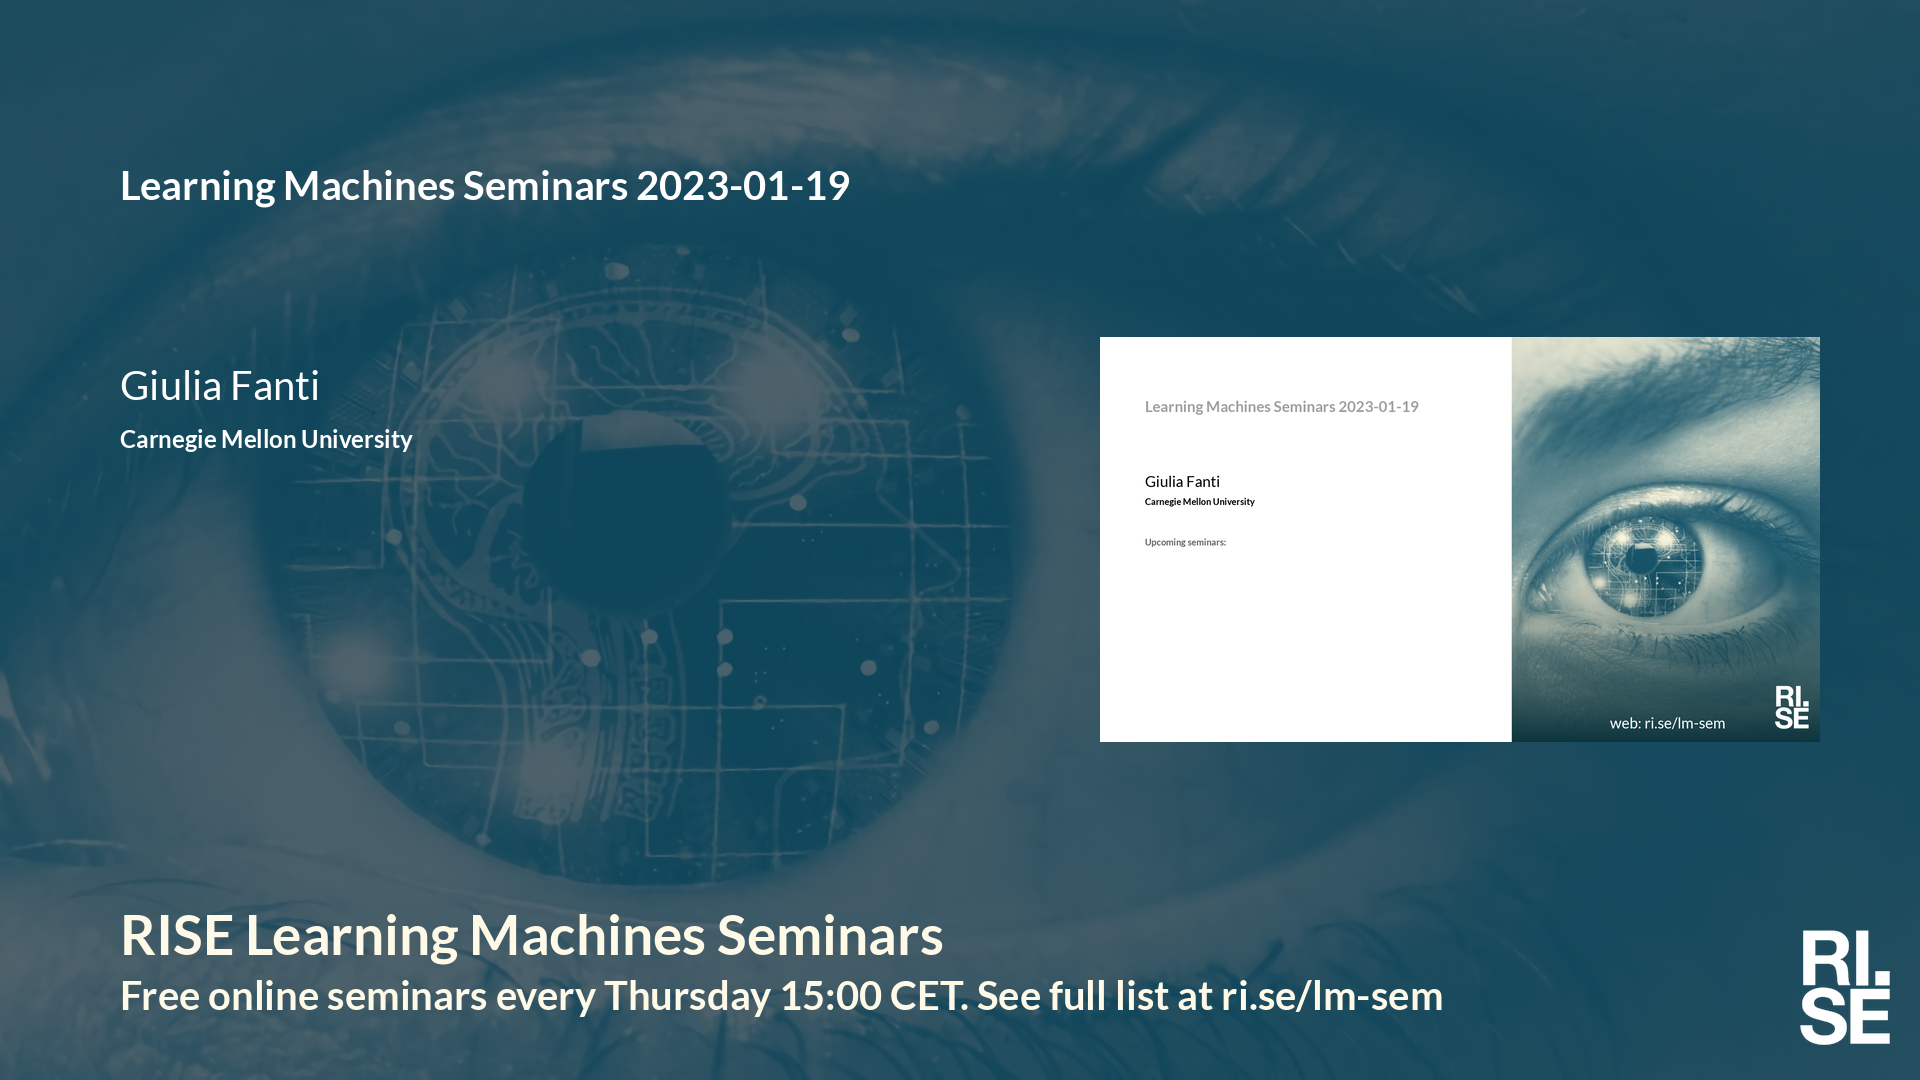 Learning Machines Seminars 2023-01-19
Giulia Fanti
Carnegie Mellon University
Learning Machines Seminars 2023-01-19
Giulia Fanti
Carnegie Mellon University
Upcoming seminars:
web: ri.se/lm-sem
RI.
SE
RISE Learning Machines Seminars
Free online seminars every Thursday 15:00 CET. See full list at ri.se/lm-sem
RI.
SE